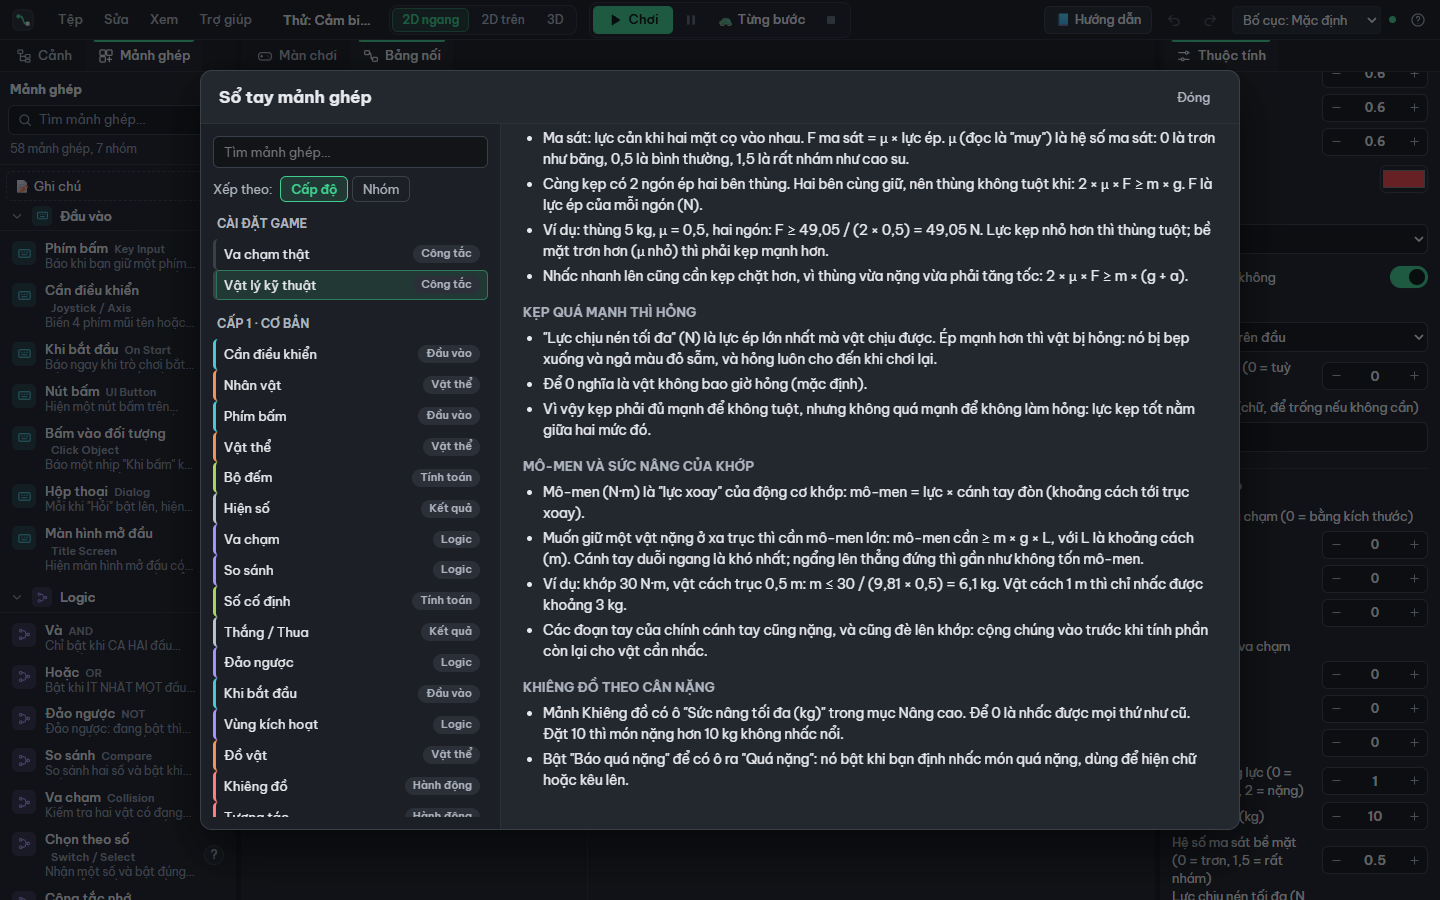 Tệp
Sửa
Xem
Trợ giúp
Thử: Cảm bi...
2D ngang
2D trên
3D
Chơi
Từng bước
Hướng dẫn
Bố cục: Mặc định
Cảnh
Mảnh ghép
Màn chơi
Bảng nối
Thuộc tính
Mảnh ghép
Tìm mảnh ghép...
58 mảnh ghép, 7 nhóm
Ghi chú
Đầu vào
Phím bấm Key Input
Báo khi bạn giữ một phím...
Cần điều khiển
Joystick / Axis
Biến 4 phím mũi tên hoặc...
Khi bắt đầu On Start
Báo ngay khi trò chơi bắt...
Nút bấm UI Button
Hiện một nút bấm trên...
Bấm vào đối tượng
Click Object
Báo một nhịp "Khi bấm" k...
Hộp thoại Dialog
Mỗi khi "Hỏi" bật lên, hiện...
Màn hình mở đầu
Title Screen
Hiện màn hình mở đầu có...
Logic
Và AND
Chỉ bật khi CẢ HAI đầu...
Hoặc OR
Bật khi ÍT NHẤT MỘT đầu...
Đảo ngược NOT
Đảo ngược: đang bật thì...
So sánh Compare
So sánh hai số và bật khi...
Va chạm Collision
Kiểm tra hai vật có đang...
Chọn theo số
Switch / Select
Nhận một số và bật đúng...
Công tắc nhớ
Sổ tay mảnh ghép
Đóng
Tìm mảnh ghép...
Xếp theo:
Cấp độ
Nhóm
CÀI ĐẶT GAME
Va chạm thật Công tắc
Vật lý kỹ thuật Công tắc
CẤP 1 · CƠ BẢN
Cần điều khiển Đầu vào
Nhân vật Vật thể
Phím bấm Đầu vào
Vật thể Vật thể
Bộ đếm Tính toán
Hiện số Kết quả
Va chạm Logic
So sánh Logic
Số cố định Tính toán
Thắng / Thua Kết quả
Đảo ngược Logic
Khi bắt đầu Đầu vào
Vùng kích hoạt Logic
Đồ vật Vật thể
Khiêng đồ Hành động
Tương tác Hành động
• Ma sát: lực cản khi hai mặt cọ vào nhau. F ma sát = μ × lực ép. μ (đọc là "muy") là hệ số ma sát: 0 là trơn
như băng, 0,5 là bình thường, 1,5 là rất nhám như cao su.
• Càng kẹp có 2 ngón ép hai bên thùng. Hai bên cùng giữ, nên thùng không tuột khi: 2 × μ × F ≥ m × g. F là
lực ép của mỗi ngón (N).
• Ví dụ: thùng 5 kg, μ = 0,5, hai ngón: F ≥ 49,05 / (2 × 0,5) = 49,05 N. Lực kẹp nhỏ hơn thì thùng tuột; bề
mặt trơn hơn (μ nhỏ) thì phải kẹp mạnh hơn.
• Nhấc nhanh lên cũng cần kẹp chặt hơn, vì thùng vừa nặng vừa phải tăng tốc: 2 × μ × F ≥ m × (g + a).
KẸP QUÁ MẠNH THÌ HỎNG
• "Lực chịu nén tối đa" (N) là lực ép lớn nhất mà vật chịu được. Ép mạnh hơn thì vật bị hỏng: nó bị bẹp
xuống và ngả màu đỏ sẫm, và hỏng luôn cho đến khi chơi lại.
• Để 0 nghĩa là vật không bao giờ hỏng (mặc định).
• Vì vậy kẹp phải đủ mạnh để không tuột, nhưng không quá mạnh để không làm hỏng: lực kẹp tốt nằm
giữa hai mức đó.
MÔ-MEN VÀ SỨC NÂNG CỦA KHỚP
• Mô-men (N·m) là "lực xoay" của động cơ khớp: mô-men = lực × cánh tay đòn (khoảng cách tới trục
xoay).
• Muốn giữ một vật nặng ở xa trục thì cần mô-men lớn: mô-men cần ≥ m × g × L, với L là khoảng cách
(m). Cánh tay duỗi ngang là khó nhất; ngẩng lên thẳng đứng thì gần như không tốn mô-men.
• Ví dụ: khớp 30 N·m, vật cách trục 0,5 m: m ≤ 30 / (9,81 × 0,5) = 6,1 kg. Vật cách 1 m thì chỉ nhấc được
khoảng 3 kg.
• Các đoạn tay của chính cánh tay cũng nặng, và cũng đè lên khớp: cộng chúng vào trước khi tính phần
còn lại cho vật cần nhấc.
KHIÊNG ĐỒ THEO CÂN NẶNG
• Mảnh Khiêng đồ có ô "Sức nâng tối đa (kg)" trong mục Nâng cao. Để 0 là nhấc được mọi thứ như cũ.
Đặt 10 thì món nặng hơn 10 kg không nhấc nổi.
• Bật "Báo quá nặng" để có ô ra "Quá nặng": nó bật khi bạn định nhấc món quá nặng, dùng để hiện chữ
hoặc kêu lên.
0.6
0.6
0.6
không
rên đầu
(0 = tuỳ
0
chữ, để trống nếu không cần)
chạm (0 = bằng kích thước)
0
0
0
va chạm
0
0
0
g lực (0 =
, 2 = nặng)
1
(kg)
10
Hệ số ma sát bề mặt
(0 = trơn, 1,5 = rất
nhám)
0.5
Lực chịu nén tối đa (N
?